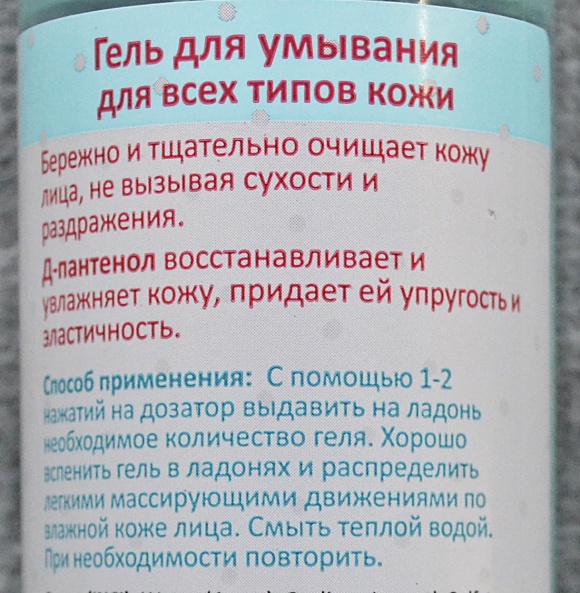 Гель для умывания
для всех типов кожи
Бережно и тщательно очищает кожу
лица, не вызывая сухости и
раздражения.
Д-пантенол восстанавливает и
увлажняет кожу, придает ей упругость и
эластичность.
Способ применения: С помощью 1-2
нажатий на дозатор выдавить на ладонь
необходимое количество геля. Хорошо
вспенить гель в ладонях и распределить
легкими массирующими движениями по
влажной коже лица. Смыть теплой водой.
При необходимости повторить.